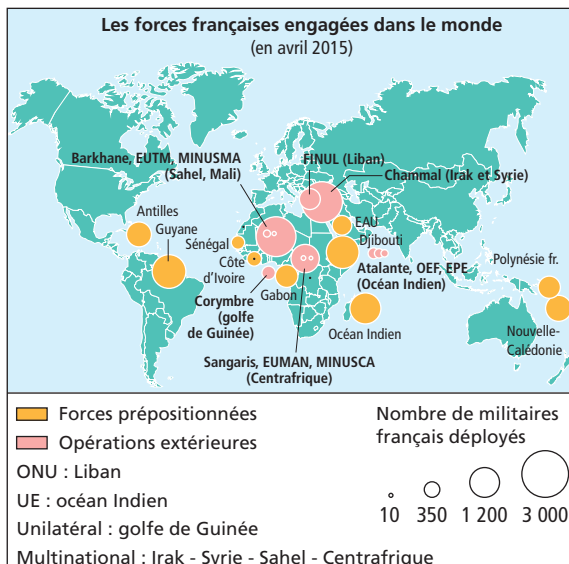 Les forces françaises engagées dans le monde
(en avril 2015)
Barkhane, EUTM, MINUSMA
(Sahel, Mali)
FINUL (Liban)
Chammal (Irak et Syrie)
Antilles
Guyane
Sénégal
Côte
d'Ivoire
EAU
Djibouti
Atalante, OEF, EPE
(Océan Indien)
Polynésie fr.
Corymbre (golfe
de Guinée)
Gabon
Océan Indien
Nouvelle-
Calédonie
Sangaris, EUMAN, MINUSCA
(Centrafrique)
Forces prépositionnées
Opérations extérieures
ONU : Liban
UE : océan Indien
Unilatéral : golfe de Guinée
Multinational : Irak - Syrie - Sahel - Centrafrique
Nombre de militaires
français déployés
10 350 1 200 3 000